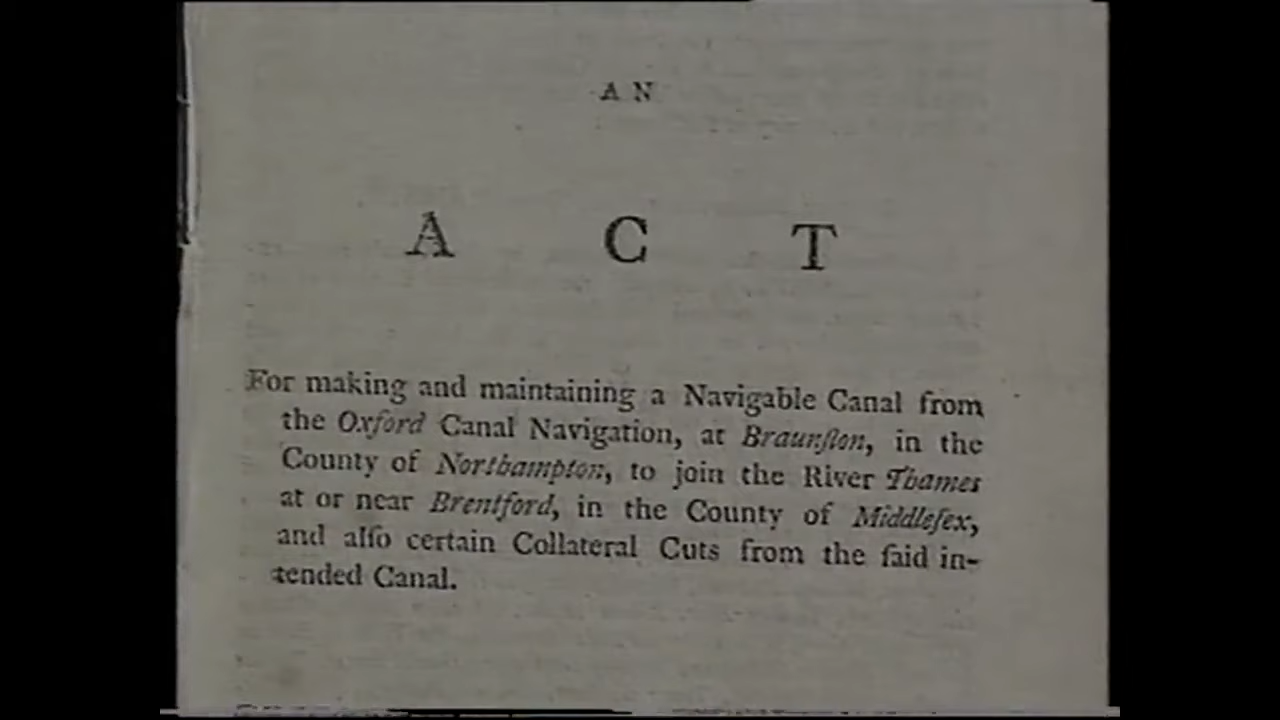 AN
ACT
For making and maintaining a Navigable Canal from
the Oxford Canal Navigation, at Braunſton, in the
County of Northampton, to join the River Thames
at or near Brentford, in the County of Middleſex,
and alſo certain Collateral Cuts from the ſaid in-
tended Canal.